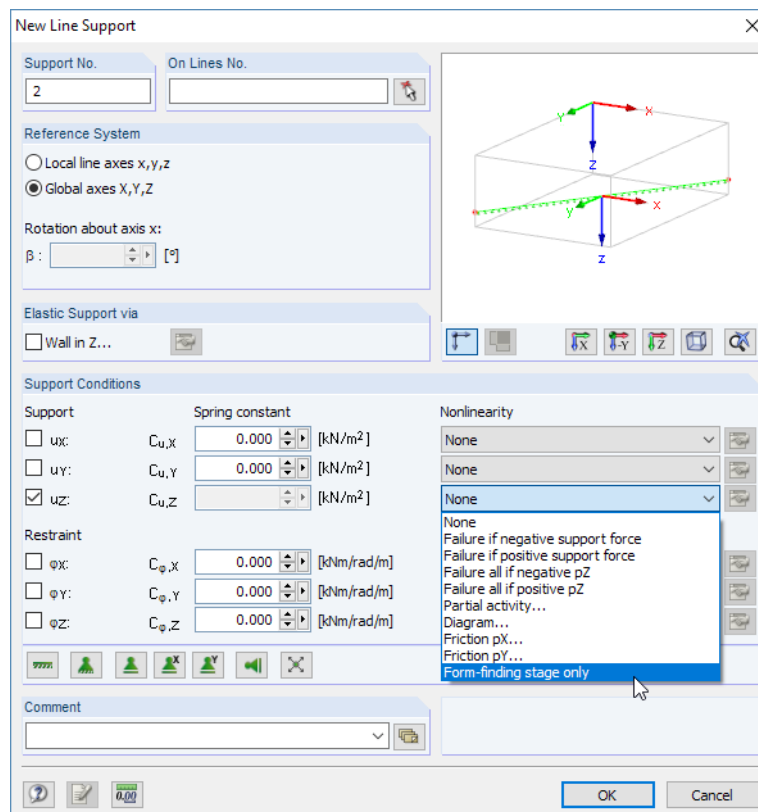 New Line Support
Support No.
On Lines No.
2
Reference System
Local line axes x,y,z
Global axes X,Y,Z
Rotation about axis x:
β :
[°]
Y
X
Z
Y
X
Z
Elastic Support via
Wall in Z...
X
-Y
Z
Support Conditions
Support
Spring constant
Nonlinearity
uX:
Cu,X
0.000
[kN/m²]
None
uY:
Cu,Y
0.000
[kN/m²]
None
uZ:
Cu,Z
[kN/m²]
None
None
Failure if negative support force
Failure if positive support force
Failure all if negative pZ
Failure all if positive pZ
Partial activity...
Diagram...
Friction pX...
Friction pY...
Form-finding stage only
Restraint
φX:
Cφ,X
0.000
[kNm/rad/m]
φY:
Cφ,Y
0.000
[kNm/rad/m]
φZ:
Cφ,Z
0.000
[kNm/rad/m]
X
Y
Comment
0.00
OK
Cancel